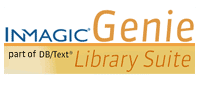 INMAGIC® Genie
part of DB/Text® Library Suite